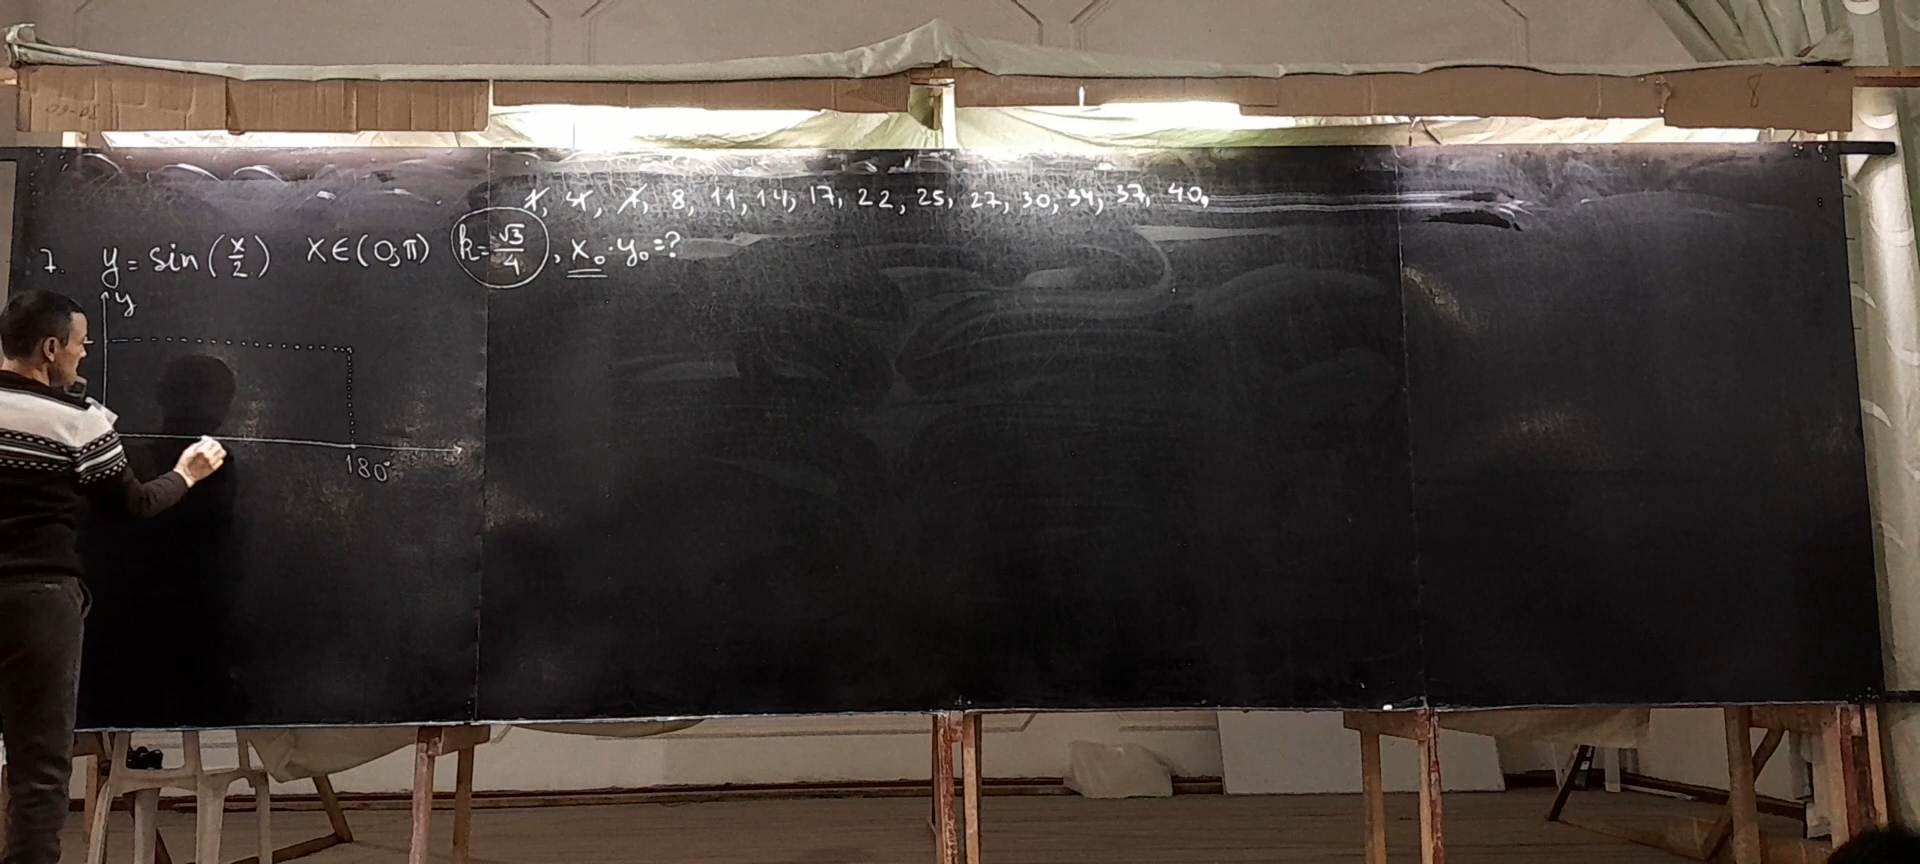 1, 4, 7, 8, 11, 14, 17, 22, 25, 27, 30, 34, 37, 40,
7. y = sin(x/2) x∈(0;π) k=√3/4, x₀·y₀=?
y
180°
8